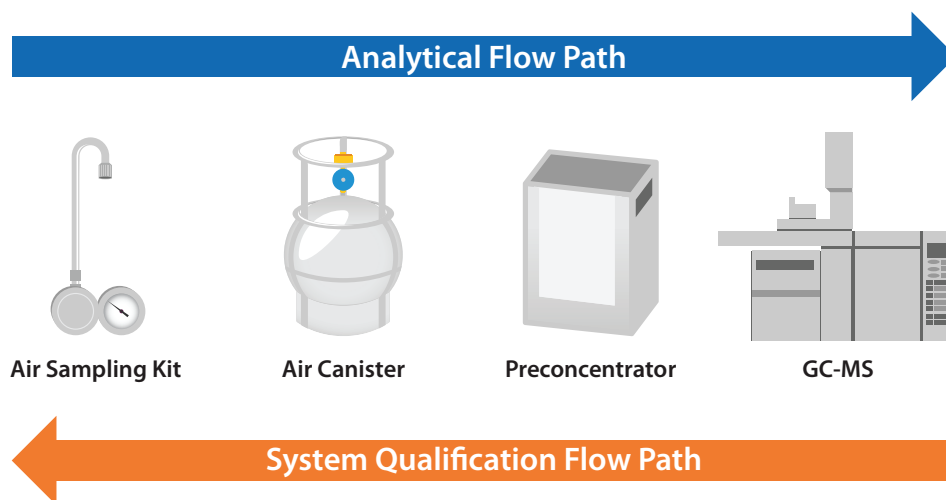 Analytical Flow Path
Air Sampling Kit
Air Canister
Preconcentrator
GC-MS
System Qualification Flow Path